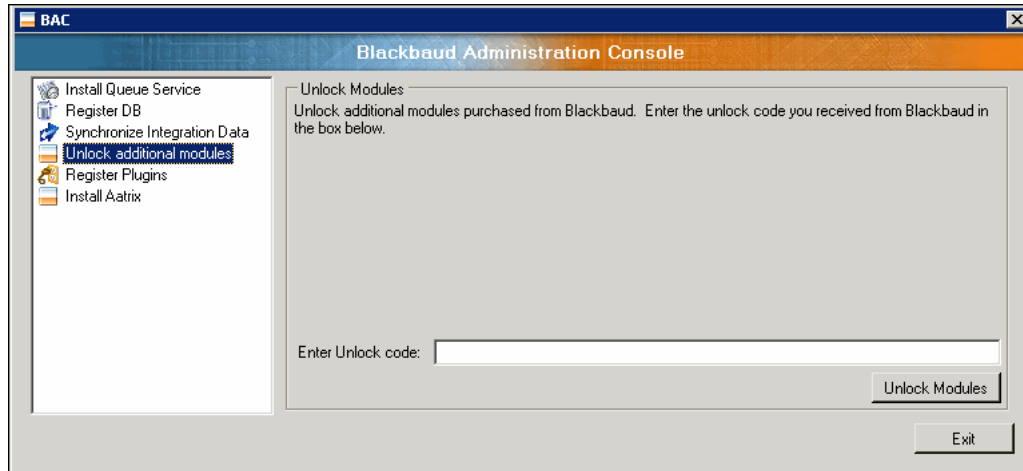 BAC
Blackbaud Administration Console
Install Queue Service
Register DB
Synchronize Integration Data
Unlock additional modules
Register Plugins
Install Aatrix
Unlock Modules
Unlock additional modules purchased from Blackbaud. Enter the unlock code you received from Blackbaud in
the box below.
Enter Unlock code:
Unlock Modules
Exit